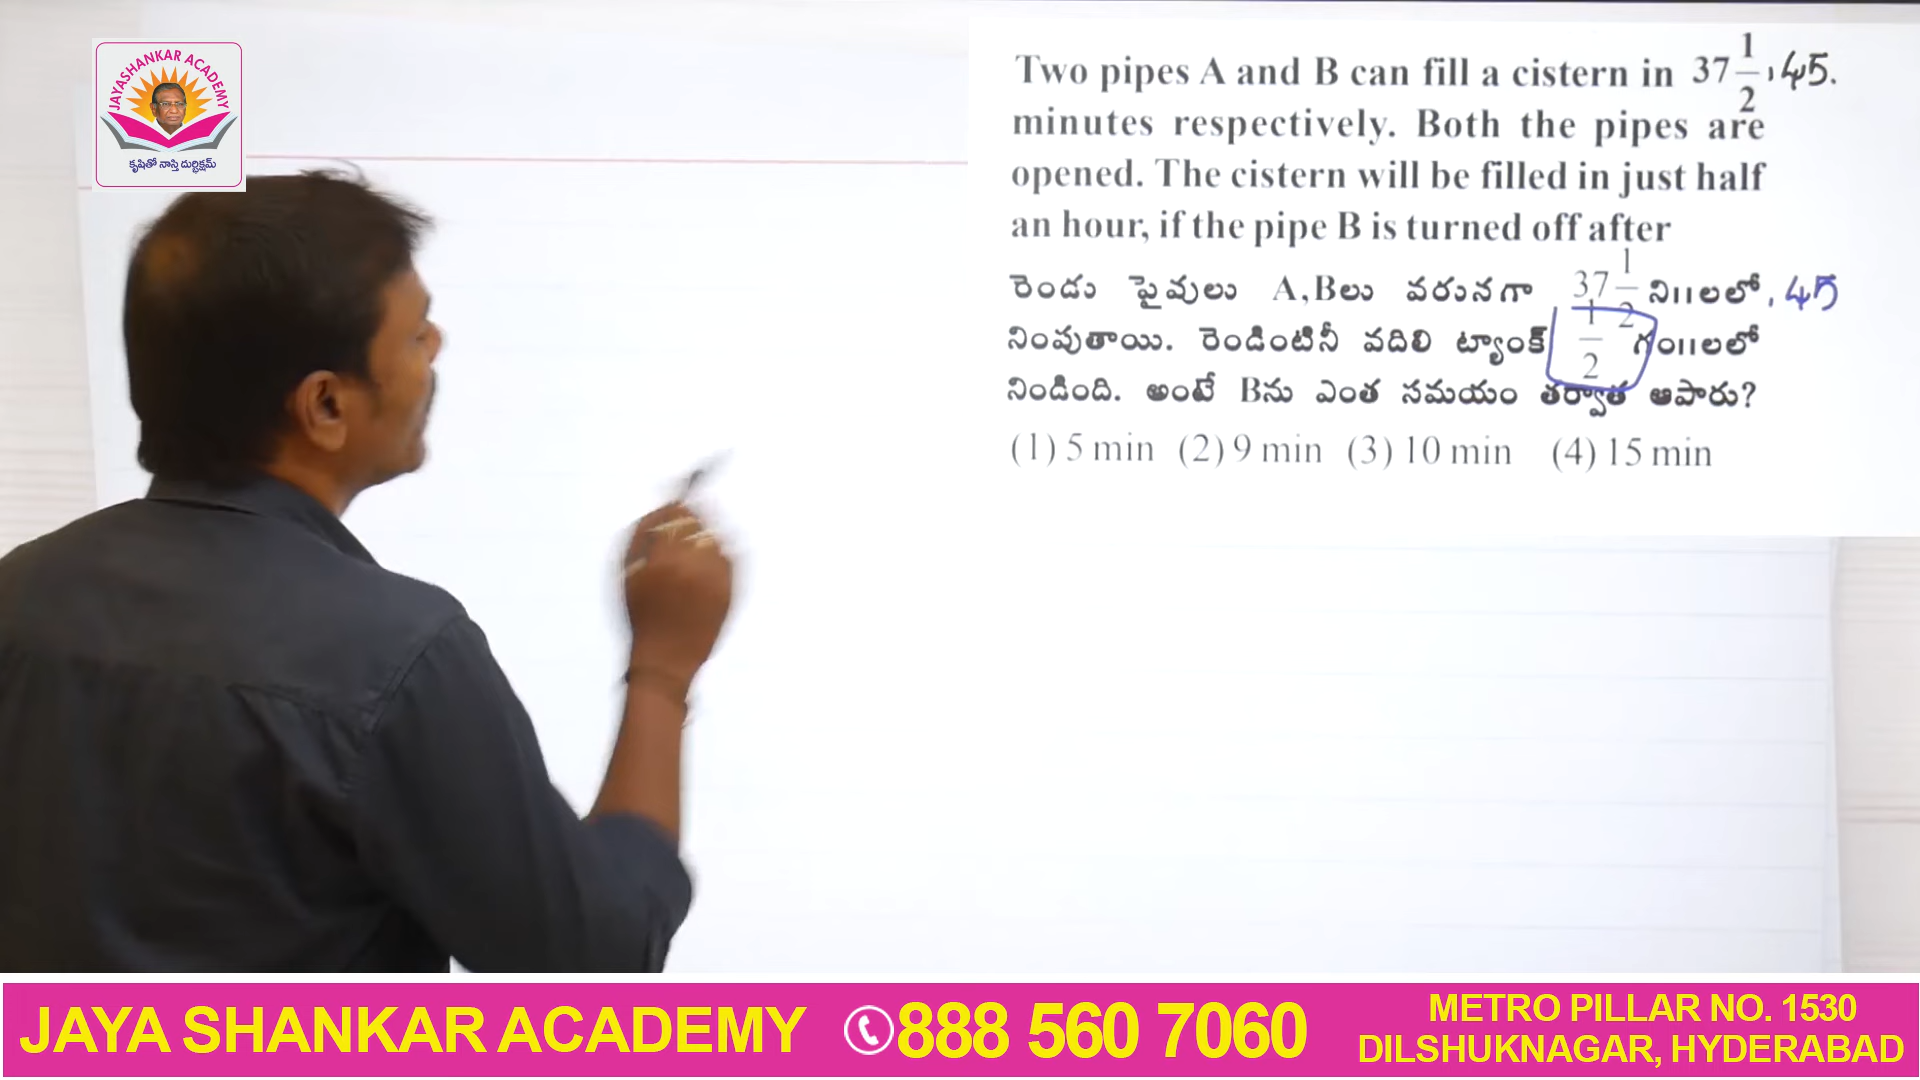 JAYASHANKAR ACADEMY
కృషితో నాస్తి దుర్భిక్షమ్
Two pipes A and B can fill a cistern in 37 1/2, 45.
minutes respectively. Both the pipes are
opened. The cistern will be filled in just half
an hour, if the pipe B is turned off after
రెండు పైపులు A,Bలు వరుసగా 37 1/2 ని।।లలో, 45
నింపుతాయి. రెండింటినీ వదిలి ట్యాంక్ 1/2 గం।।లలో
నిండింది. అంటే Bను ఎంత సమయం తర్వాత ఆపారు?
(1) 5 min (2) 9 min (3) 10 min (4) 15 min
JAYA SHANKAR ACADEMY
888 560 7060
METRO PILLAR NO. 1530
DILSHUKNAGAR, HYDERABAD